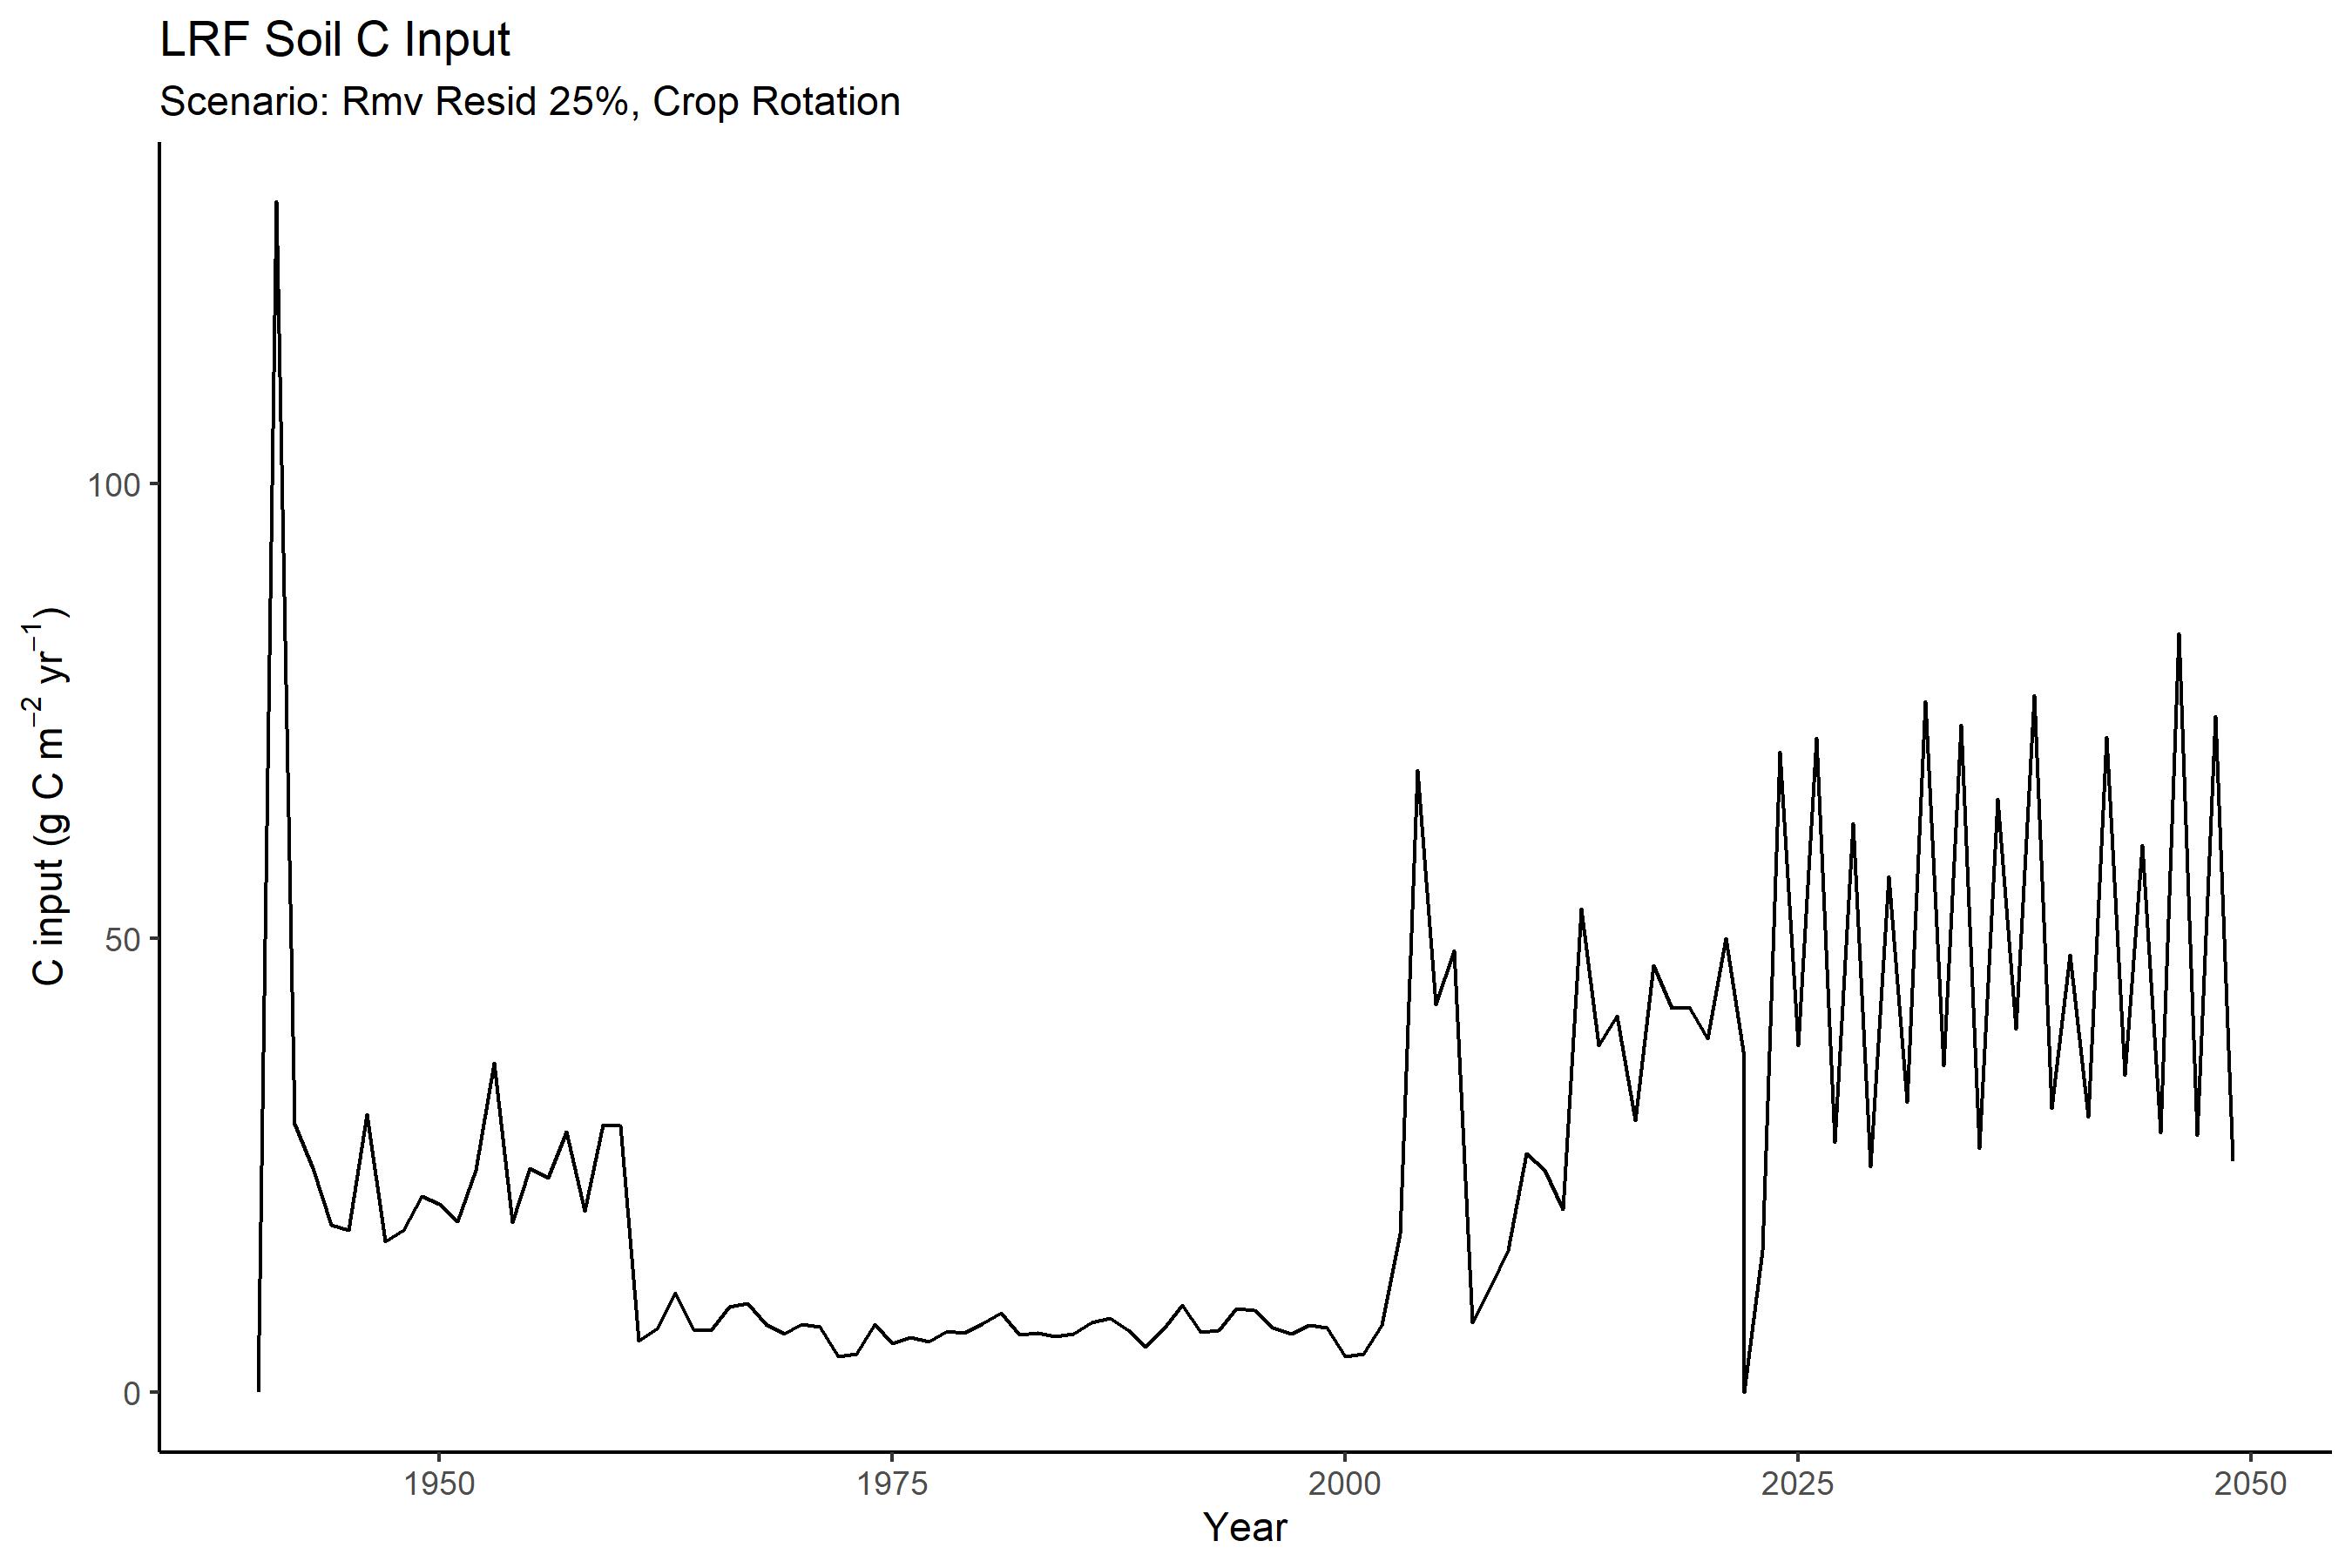 LRF Soil C Input
Scenario: Rmv Resid 25%, Crop Rotation
C input (g C m⁻² yr⁻¹)
100
50
0
1950 1975 2000 2025 2050
Year